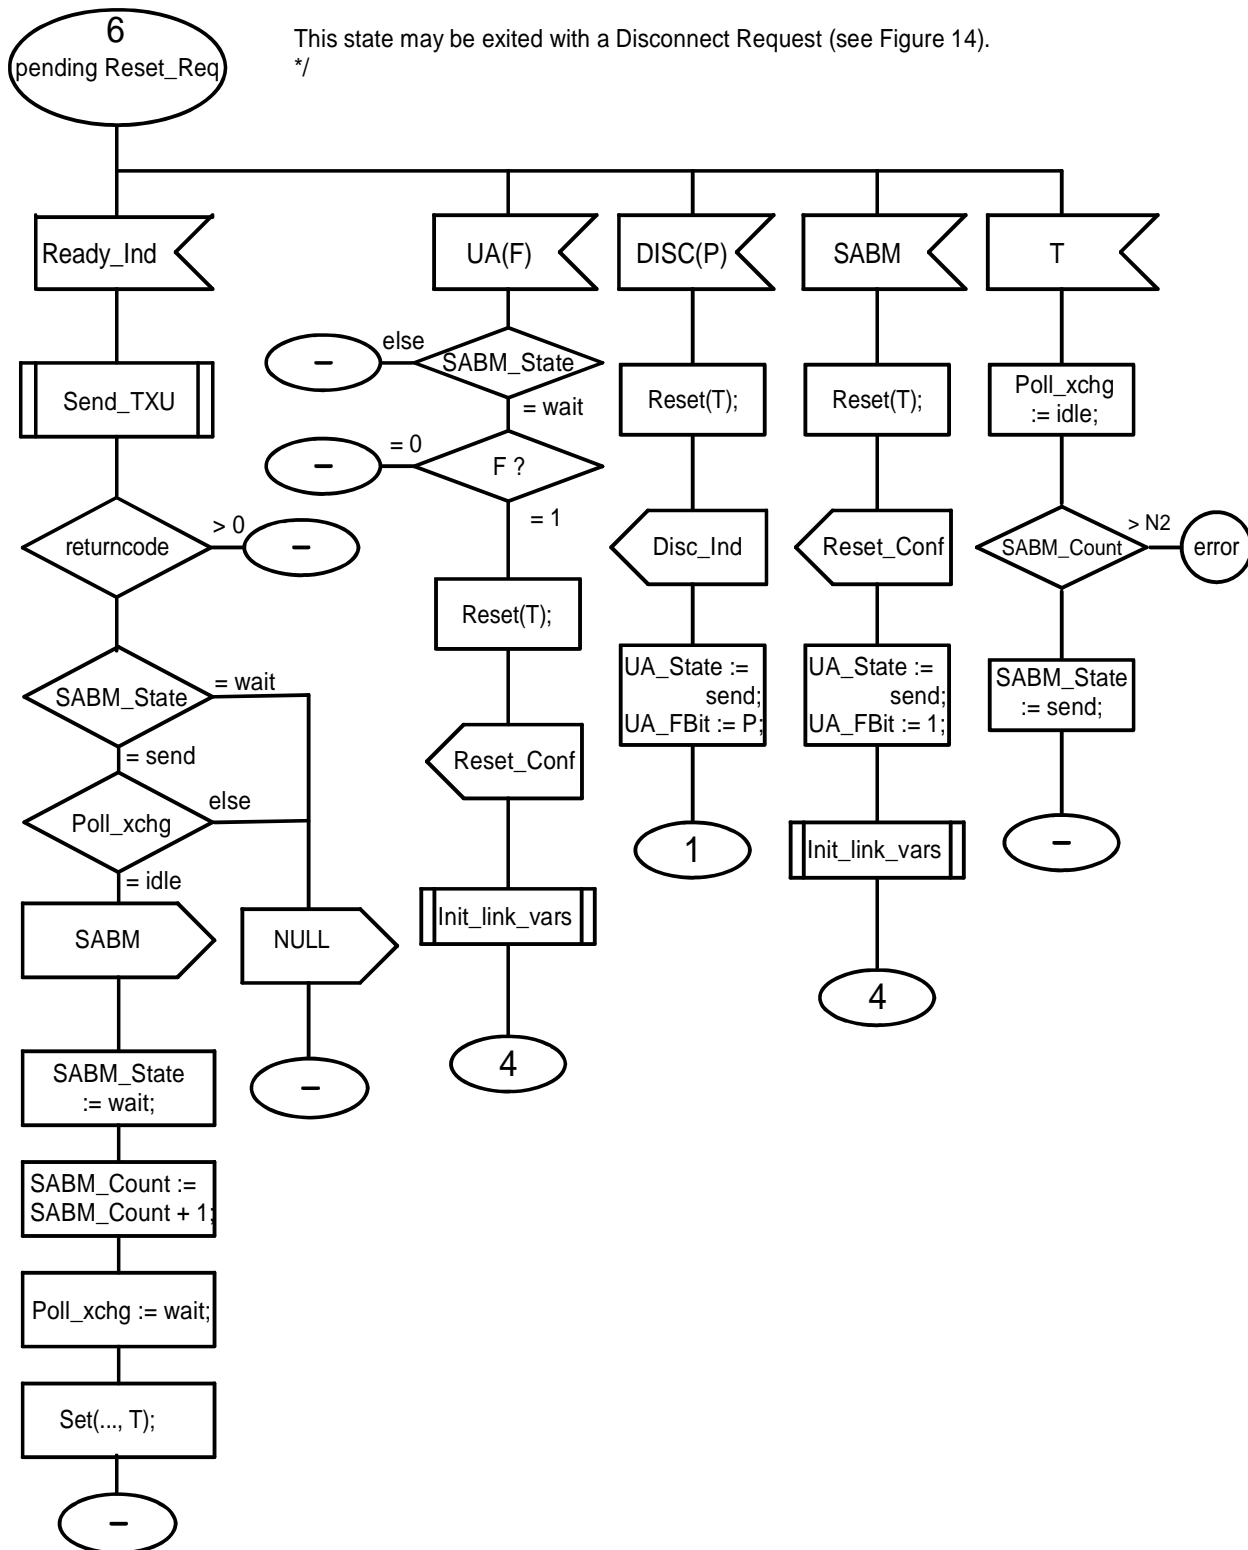 6
pending Reset_Req
This state may be exited with a Disconnect Request (see Figure 14).
*/
Ready_Ind
Send_TXU
returncode
> 0
–
SABM_State
= wait
= send
Poll_xchg
else
= idle
SABM
NULL
–
SABM_State
:= wait;
SABM_Count :=
SABM_Count + 1;
Poll_xchg := wait;
Set(..., T);
–
UA(F)
SABM_State
else
–
= wait
F ?
= 0
–
= 1
Reset(T);
Reset_Conf
Init_link_vars
4
DISC(P)
Reset(T);
Disc_Ind
UA_State :=
send;
UA_FBit := P;
1
SABM
Reset(T);
Reset_Conf
UA_State :=
send;
UA_FBit := 1;
Init_link_vars
4
T
Poll_xchg
:= idle;
SABM_Count
> N2
error
SABM_State
:= send;
–